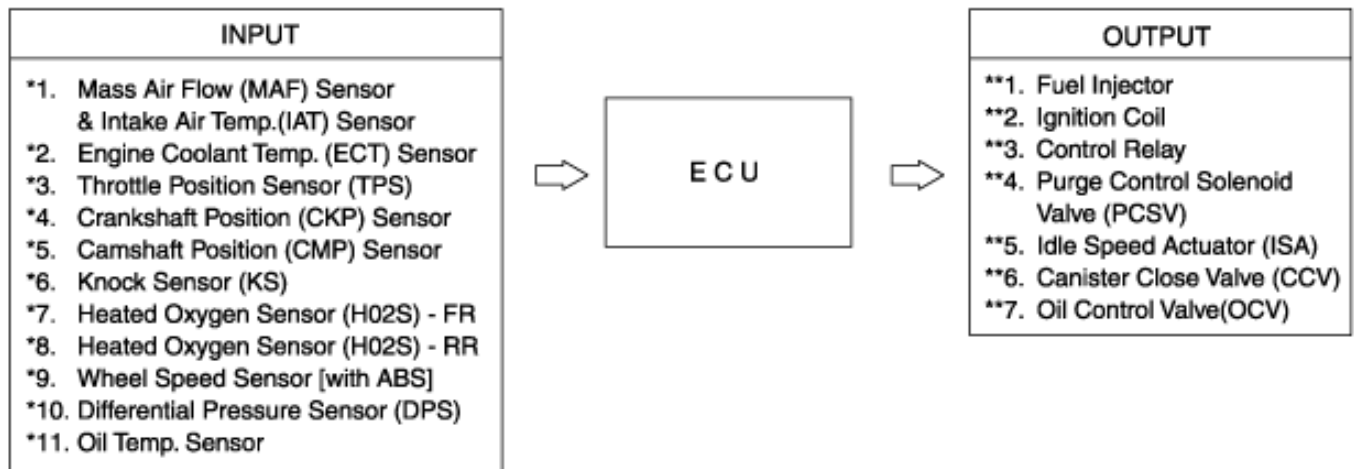 INPUT
*1. Mass Air Flow (MAF) Sensor
& Intake Air Temp.(IAT) Sensor
*2. Engine Coolant Temp. (ECT) Sensor
*3. Throttle Position Sensor (TPS)
*4. Crankshaft Position (CKP) Sensor
*5. Camshaft Position (CMP) Sensor
*6. Knock Sensor (KS)
*7. Heated Oxygen Sensor (H02S) - FR
*8. Heated Oxygen Sensor (H02S) - RR
*9. Wheel Speed Sensor [with ABS]
*10. Differential Pressure Sensor (DPS)
*11. Oil Temp. Sensor
E C U
OUTPUT
**1. Fuel Injector
**2. Ignition Coil
**3. Control Relay
**4. Purge Control Solenoid
Valve (PCSV)
**5. Idle Speed Actuator (ISA)
**6. Canister Close Valve (CCV)
**7. Oil Control Valve(OCV)